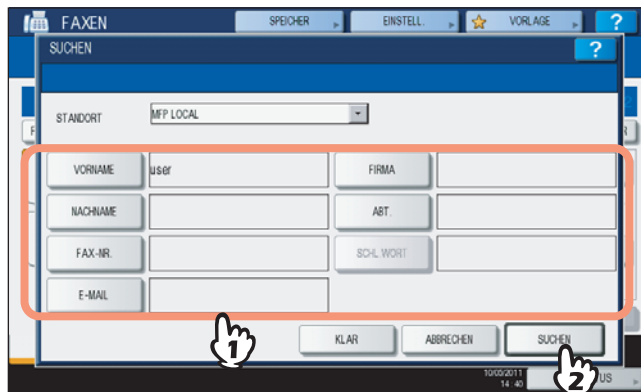 FAXEN SPEICHER EINSTELL. VORLAGE ?
SUCHEN ?
STANDORT MFP LOCAL
VORNAME user FIRMA
NACHNAME ABT.
FAX-NR. SCHL.WORT
E-MAIL
1
KLAR ABBRECHEN SUCHEN
2
10/05/2011
14:40